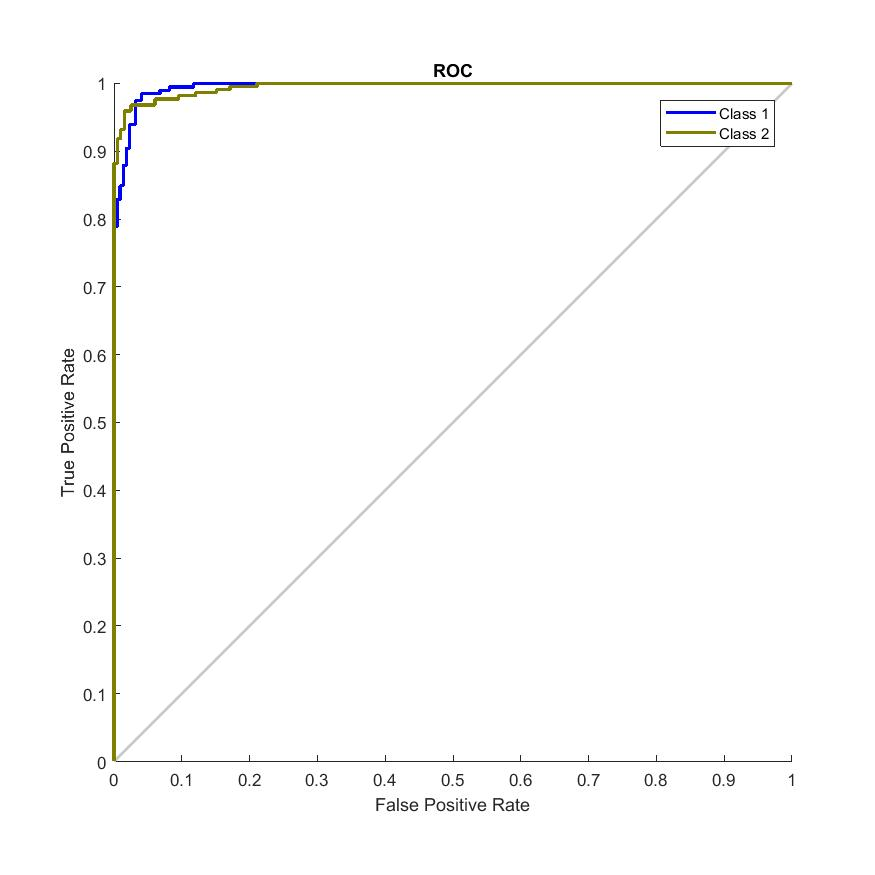 ROC
Class 1
Class 2
True Positive Rate
1
0.9
0.8
0.7
0.6
0.5
0.4
0.3
0.2
0.1
0
0 0.1 0.2 0.3 0.4 0.5 0.6 0.7 0.8 0.9 1
False Positive Rate